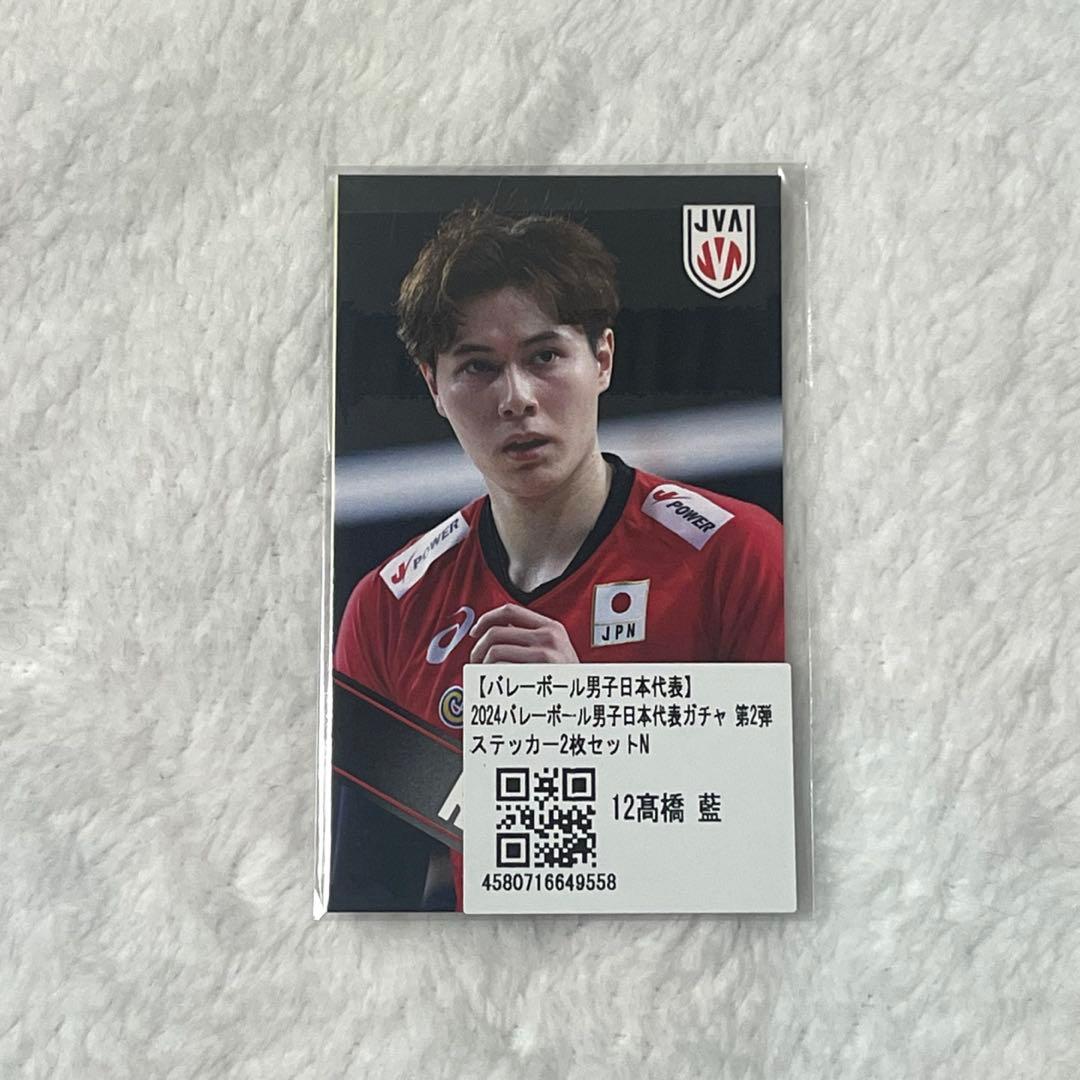 JVA
JVA
J POWER
J POWER
JPN
【バレーボール男子日本代表】
2024バレーボール男子日本代表ガチャ 第2弾
ステッカー2枚セットN
12髙橋 藍
4580716649558